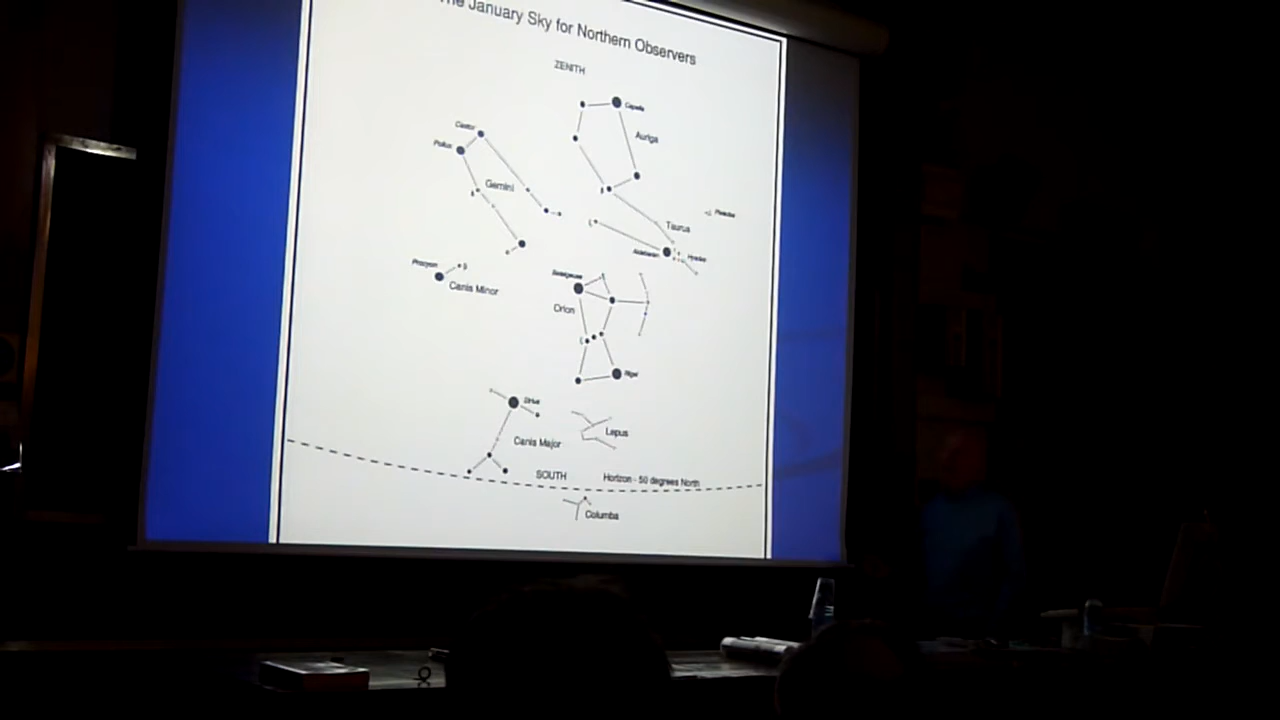 The January Sky for Northern Observers
ZENITH
Capella
Auriga
Castor
Pollux
Gemini
Pleiades
Taurus
Aldebaran
Hyades
Procyon
β
Canis Minor
Betelgeuse
Orion
Rigel
Sirius
Lepus
Canis Major
SOUTH
Horizon - 50 degrees North
Columba